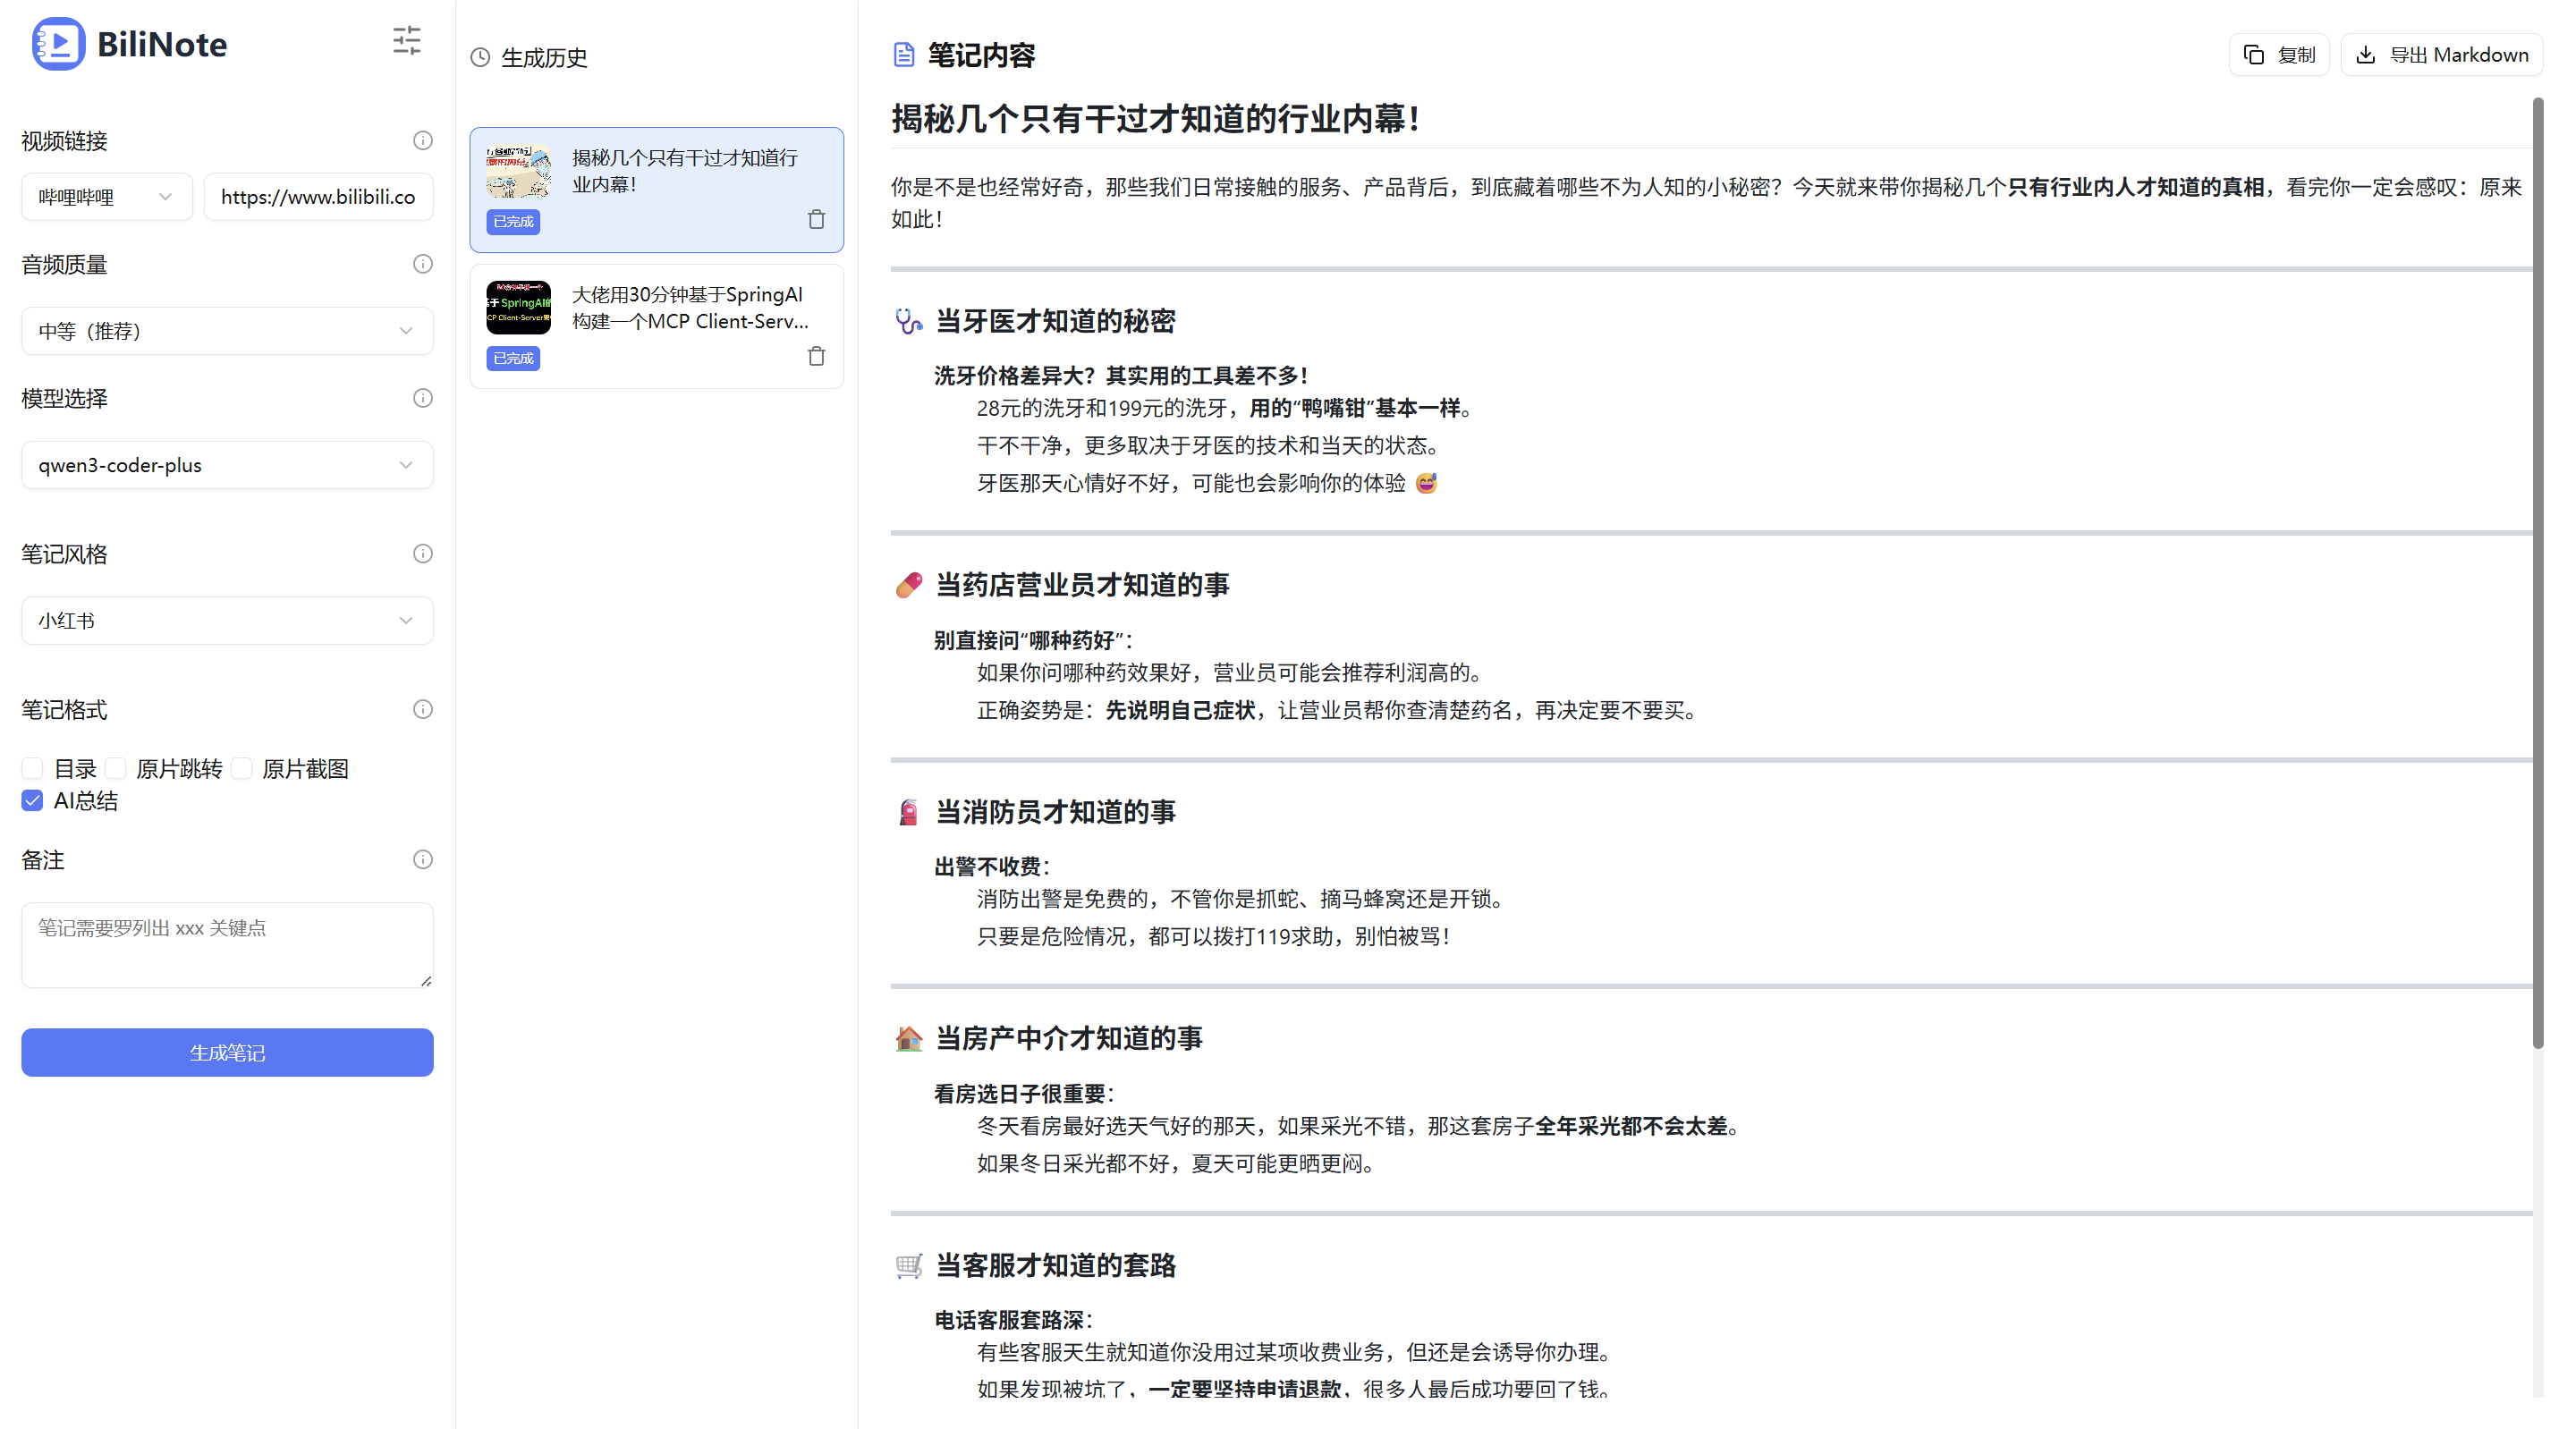 BiliNote
视频链接
哔哩哔哩
https://www.bilibili.co
音频质量
中等（推荐）
模型选择
qwen3-coder-plus
笔记风格
小红书
笔记格式
目录 原片跳转 原片截图
AI总结
备注
笔记需要罗列出 xxx 关键点
生成笔记
生成历史
揭秘几个只有干过才知道行
业内幕！
已完成
子 SpringAI的
CP Client-Server
大佬用30分钟基于SpringAI
构建一个MCP Client-Serv...
已完成
笔记内容
复制
导出 Markdown
揭秘几个只有干过才知道的行业内幕！
你是不是也经常好奇，那些我们日常接触的服务、产品背后，到底藏着哪些不为人知的小秘密？今天就来带你揭秘几个只有行业内人才知道的真相，看完你一定会感叹：原来
如此！
当牙医才知道的秘密
洗牙价格差异大？其实用的工具差不多！
28元的洗牙和199元的洗牙，用的“鸭嘴钳”基本一样。
干不干净，更多取决于牙医的技术和当天的状态。
牙医那天心情好不好，可能也会影响你的体验 😅
💊 当药店营业员才知道的事
别直接问“哪种药好”：
如果你问哪种药效果好，营业员可能会推荐利润高的。
正确姿势是：先说明自己症状，让营业员帮你查清楚药名，再决定要不要买。
当消防员才知道的事
出警不收费：
消防出警是免费的，不管你是抓蛇、摘马蜂窝还是开锁。
只要是危险情况，都可以拨打119求助，别怕被骂！
🏠 当房产中介才知道的事
看房选日子很重要：
冬天看房最好选天气好的那天，如果采光不错，那这套房子全年采光都不会太差。
如果冬日采光都不好，夏天可能更晒更闷。
🛒 当客服才知道的套路
电话客服套路深：
有些客服天生就知道你没用过某项收费业务，但还是会诱导你办理。
如果发现被坑了，一定要坚持申请退款，很多人最后成功要回了钱。